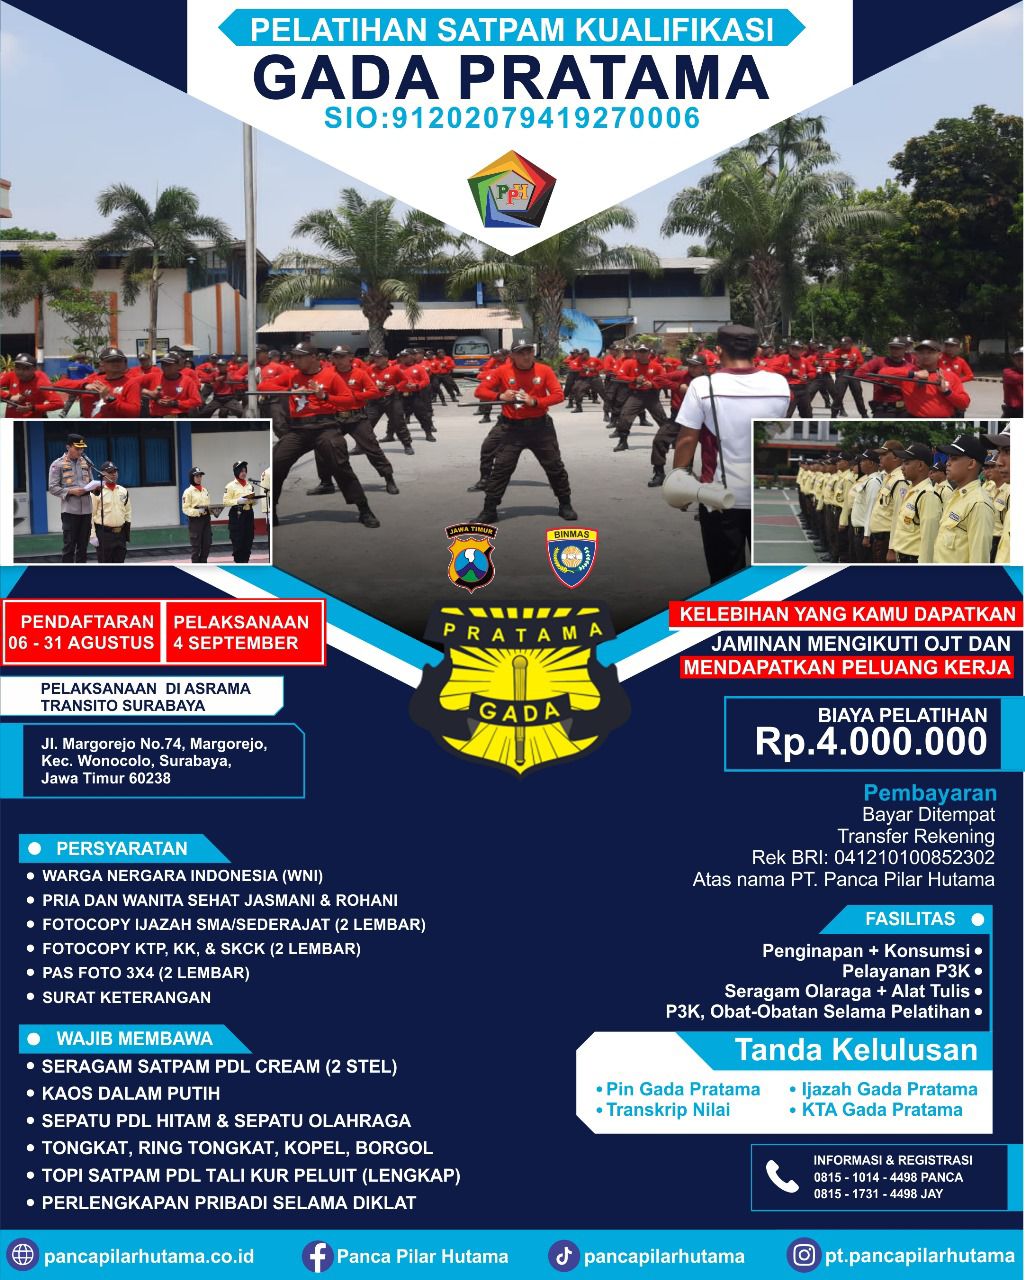 PELATIHAN SATPAM KUALIFIKASI
GADA PRATAMA
SIO:91202079419270006
PPH
JAWA TIMUR
BINMAS
PENDAFTARAN
06 - 31 AGUSTUS
PELAKSANAAN
4 SEPTEMBER
PELAKSANAAN DI ASRAMA
TRANSITO SURABAYA
Jl. Margorejo No.74, Margorejo,
Kec. Wonocolo, Surabaya,
Jawa Timur 60238
PRATAMA
GADA
KELEBIHAN YANG KAMU DAPATKAN
JAMINAN MENGIKUTI OJT DAN
MENDAPATKAN PELUANG KERJA
BIAYA PELATIHAN
Rp.4.000.000
Pembayaran
Bayar Ditempat
Transfer Rekening
Rek BRI: 041210100852302
Atas nama PT. Panca Pilar Hutama
PERSYARATAN
• WARGA NERGARA INDONESIA (WNI)
• PRIA DAN WANITA SEHAT JASMANI & ROHANI
• FOTOCOPY IJAZAH SMA/SEDERAJAT (2 LEMBAR)
• FOTOCOPY KTP, KK, & SKCK (2 LEMBAR)
• PAS FOTO 3X4 (2 LEMBAR)
• SURAT KETERANGAN
WAJIB MEMBAWA
• SERAGAM SATPAM PDL CREAM (2 STEL)
• KAOS DALAM PUTIH
• SEPATU PDL HITAM & SEPATU OLAHRAGA
• TONGKAT, RING TONGKAT, KOPEL, BORGOL
• TOPI SATPAM PDL TALI KUR PELUIT (LENGKAP)
• PERLENGKAPAN PRIBADI SELAMA DIKLAT
FASILITAS
Penginapan + Konsumsi •
Pelayanan P3K •
Seragam Olaraga + Alat Tulis •
P3K, Obat-Obatan Selama Pelatihan •
Tanda Kelulusan
• Pin Gada Pratama
• Transkrip Nilai
• Ijazah Gada Pratama
• KTA Gada Pratama
INFORMASI & REGISTRASI
0815 - 1014 - 4498 PANCA
0815 - 1731 - 4498 JAY
pancapilarhutama.co.id
Panca Pilar Hutama
pancapilarhutama
pt.pancapilarhutama